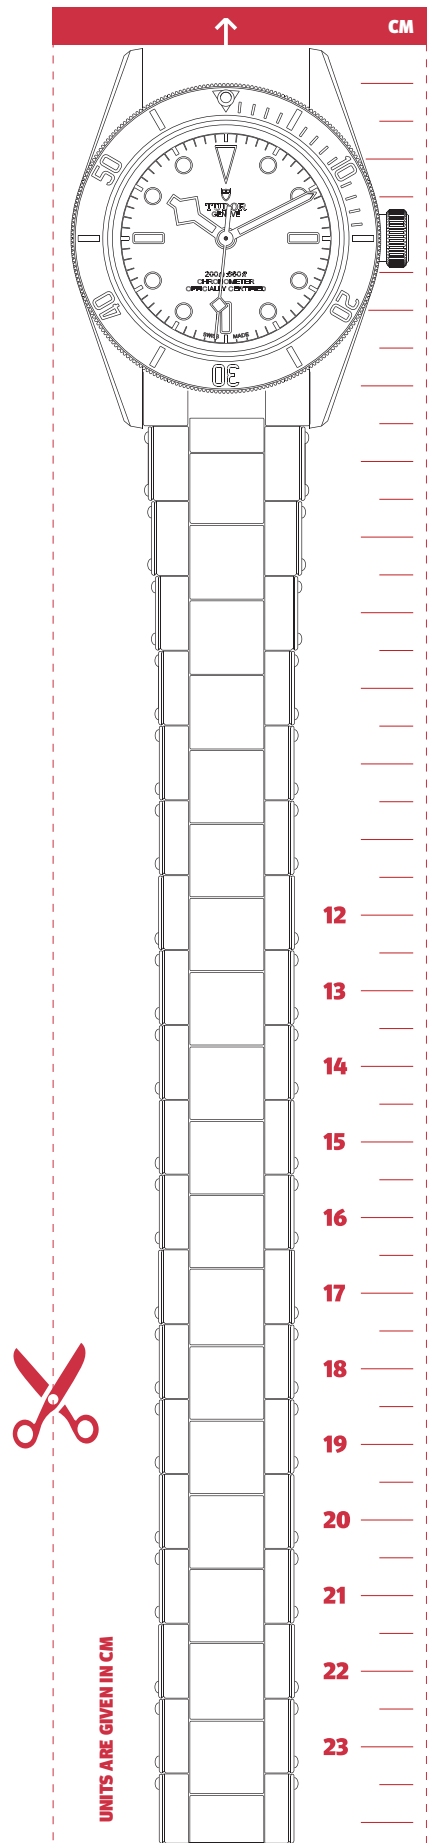 CM
10
50
TUDOR
GENEVE
200m:660ft
CHRONOMETER
OFFICIALLY CERTIFIED
SWISS MADE
20
40
30
12
13
14
15
16
17
18
19
20
21
22
23
UNITS ARE GIVEN IN CM